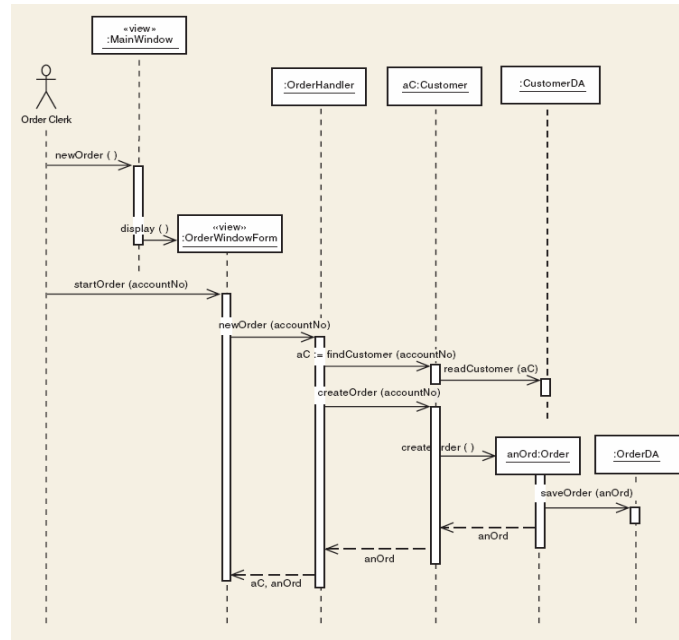 «view»
:MainWindow
:OrderHandler
aC:Customer
:CustomerDA
Order Clerk
newOrder ( )
display ( )
‹‹view››
:OrderWindowForm
startOrder (accountNo)
newOrder (accountNo)
aC := findCustomer (accountNo)
readCustomer (aC)
createOrder (accountNo)
createOrder ( )
anOrd:Order
:OrderDA
saveOrder (anOrd)
anOrd
anOrd
aC, anOrd